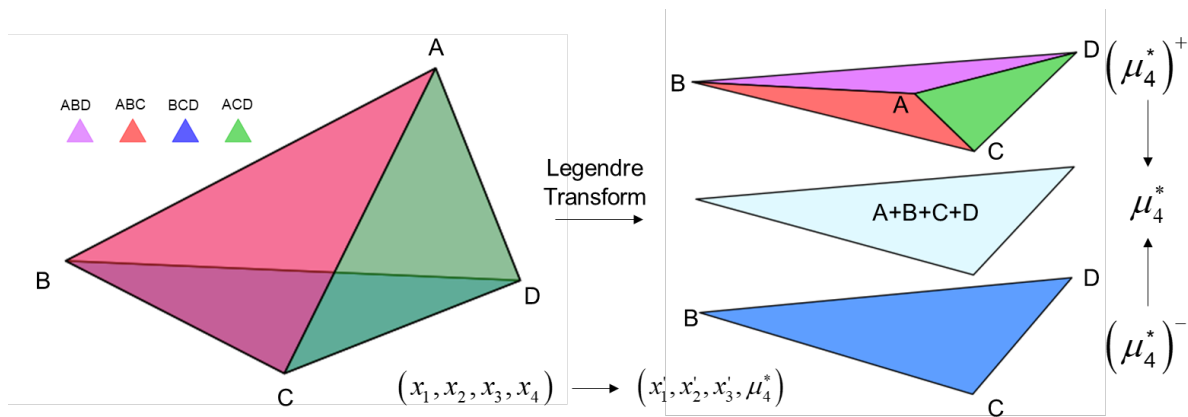 A
ABD ABC BCD ACD
B
D
C
Legendre
Transform
(x₁, x₂, x₃, x₄) → (x₁', x₂', x₃', μ₄*)
B
A
D
C
(μ₄*)⁺
A+B+C+D
μ₄*
B
D
C
(μ₄*)⁻